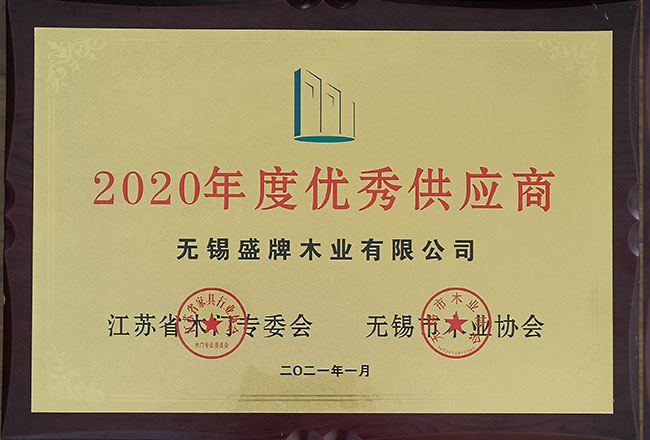 2020年度优秀供应商
无锡盛牌木业有限公司
江苏省木门专委会 无锡市木业协会
二〇二一年一月